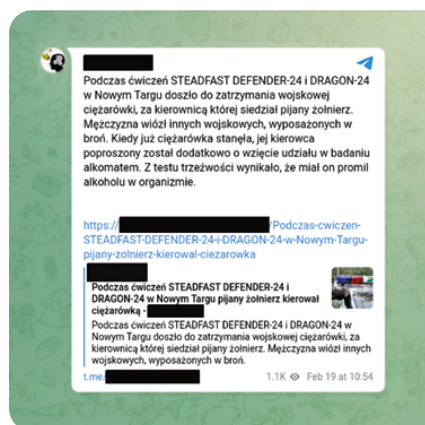 Podczas ćwiczeń STEADFAST DEFENDER-24 i DRAGON-24
w Nowym Targu doszło do zatrzymania wojskowej
ciężarówki, za kierownicą której siedział pijany żołnierz.
Mężczyzna wiózł innych wojskowych, wyposażonych w
broń. Kiedy już ciężarówka stanęła, jej kierowca
poproszony został dodatkowo o wzięcie udziału w badaniu
alkomatem. Z testu trzeźwości wynikało, że miał on promil
alkoholu w organizmie.
https:// /Podczas-cwiczen-
STEADFAST-DEFENDER-24-i-DRAGON-24-w-Nowym-Targu-
pijany-zolnierz-kierowal-ciezarowka
Podczas ćwiczeń STEADFAST DEFENDER-24 i
DRAGON-24 w Nowym Targu pijany żołnierz kierował
ciężarówką -
Podczas ćwiczeń STEADFAST DEFENDER-24 i DRAGON-24 w
Nowym Targu doszło do zatrzymania wojskowej ciężarówki, za
kierownicą której siedział pijany żołnierz. Mężczyzna wiózł innych
wojskowych, wyposażonych w broń.
t.me/ 1.1K Feb 19 at 10:54